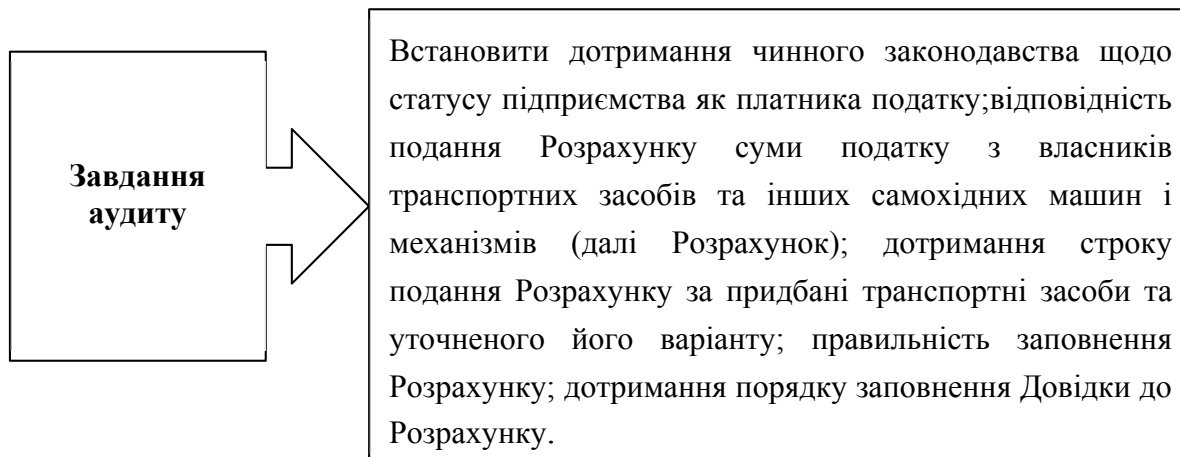 Завдання
аудиту
Встановити дотримання чинного законодавства щодо
статусу підприємства як платника податку;відповідність
подання Розрахунку суми податку з власників
транспортних засобів та інших самохідних машин і
механізмів (далі Розрахунок); дотримання строку
подання Розрахунку за придбані транспортні засоби та
уточненого його варіанту; правильність заповнення
Розрахунку; дотримання порядку заповнення Довідки до
Розрахунку.